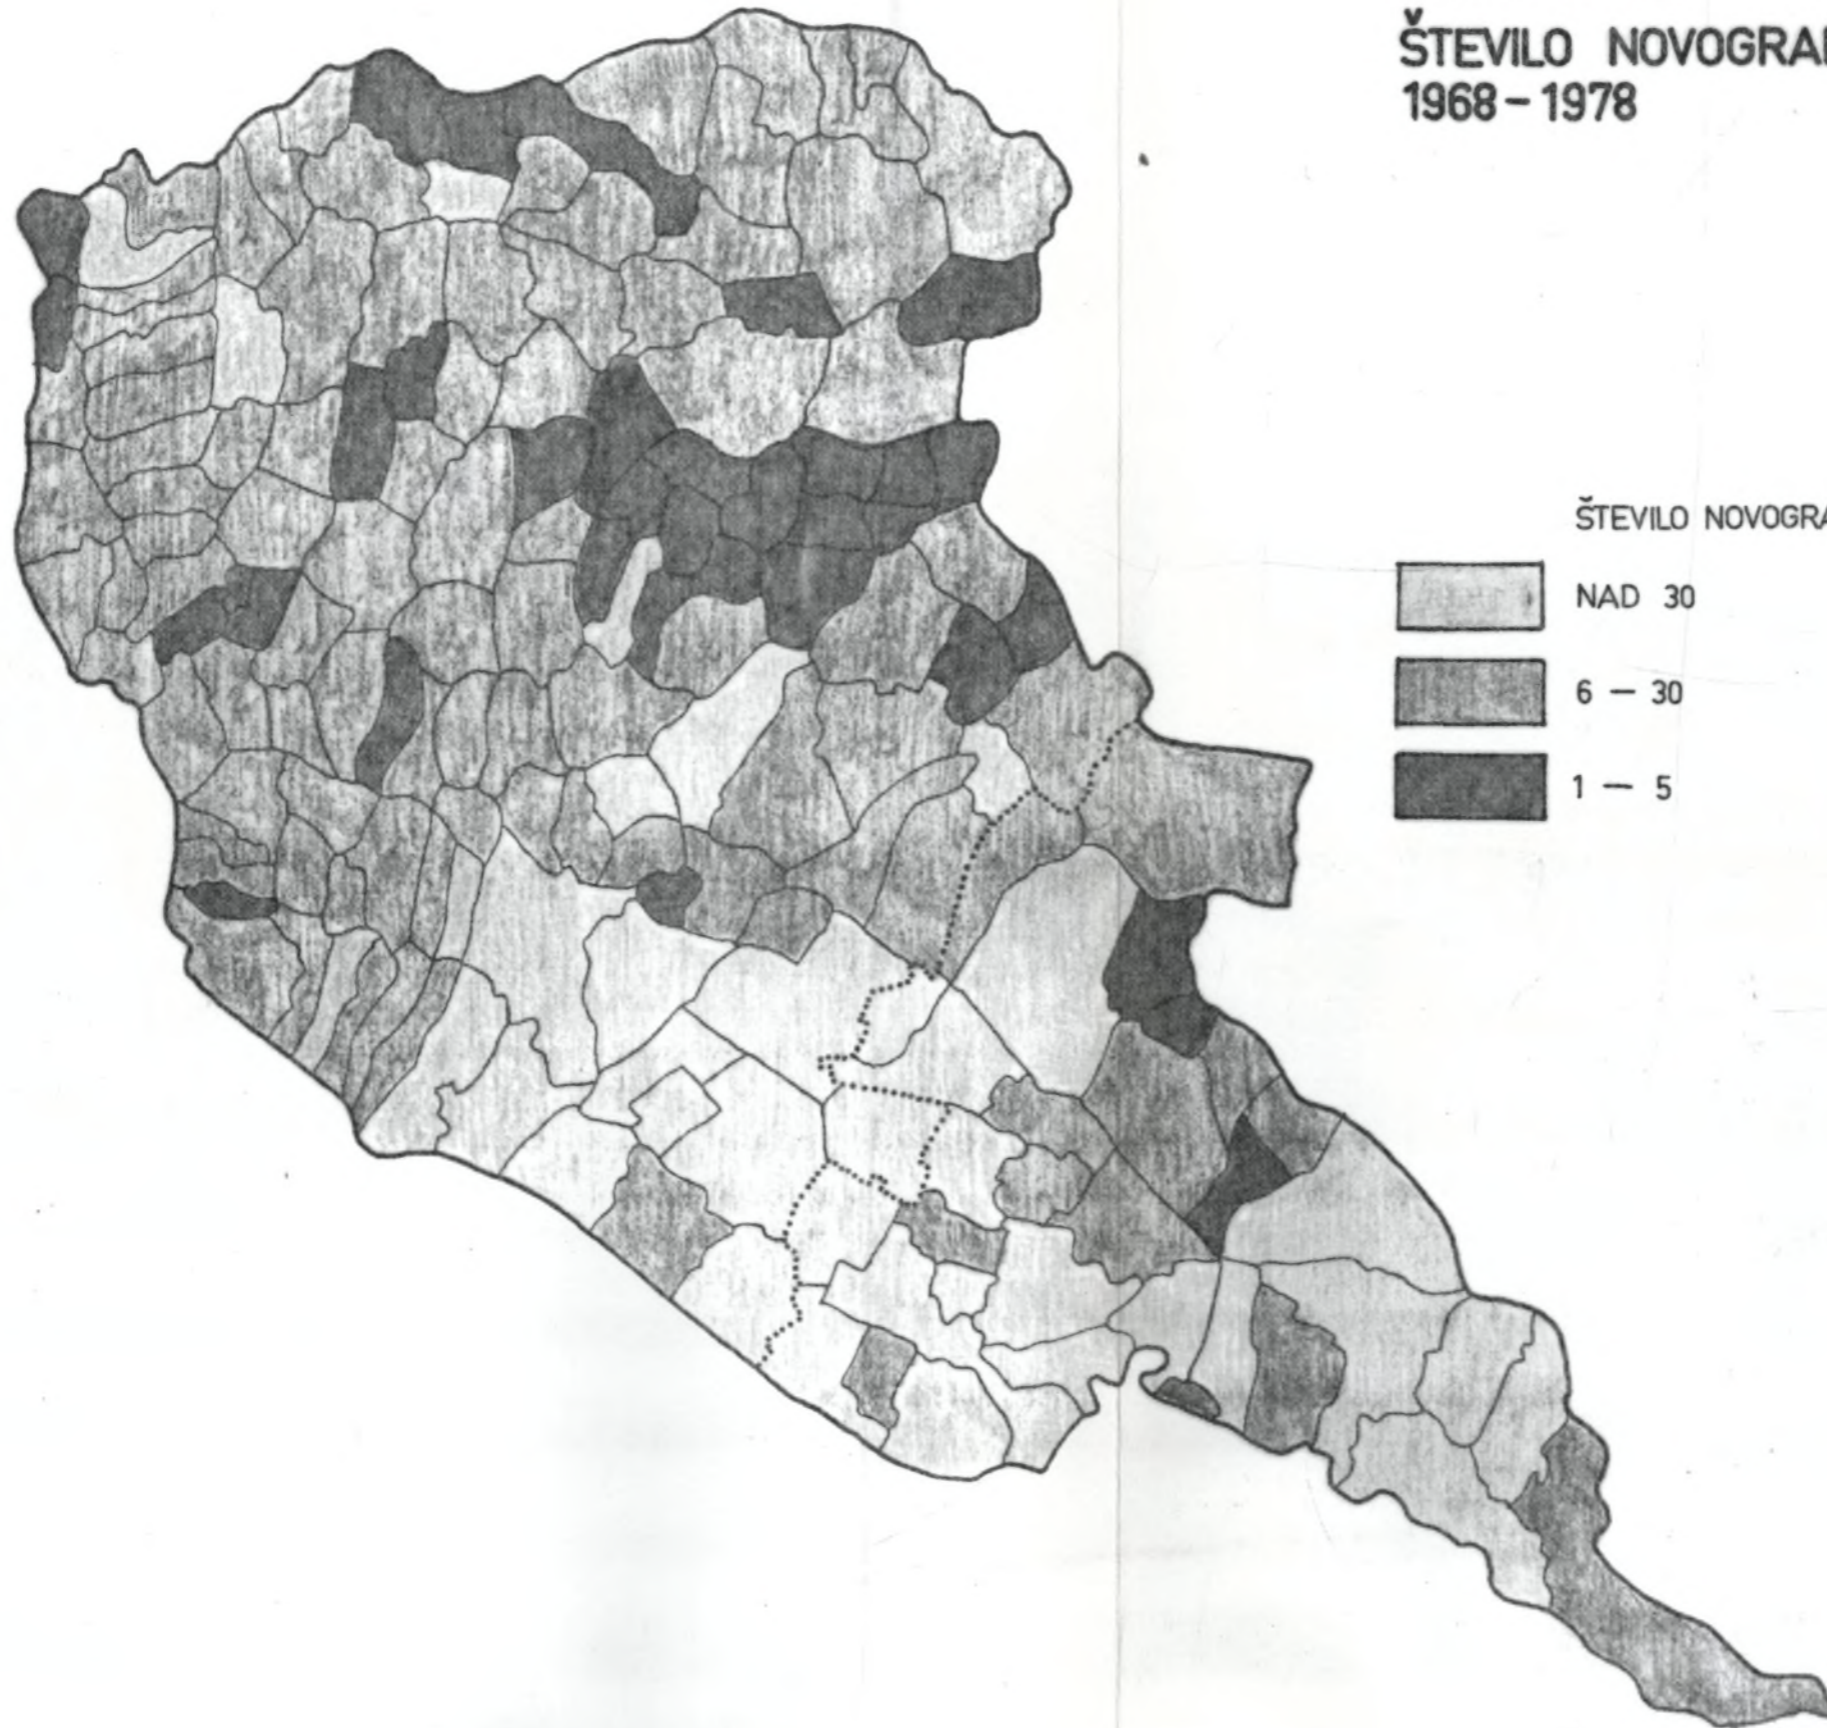 ŠTEVILO NOVOGRA
1968 – 1978
ŠTEVILO NOVOGRA
NAD 30
6 – 30
1 – 5